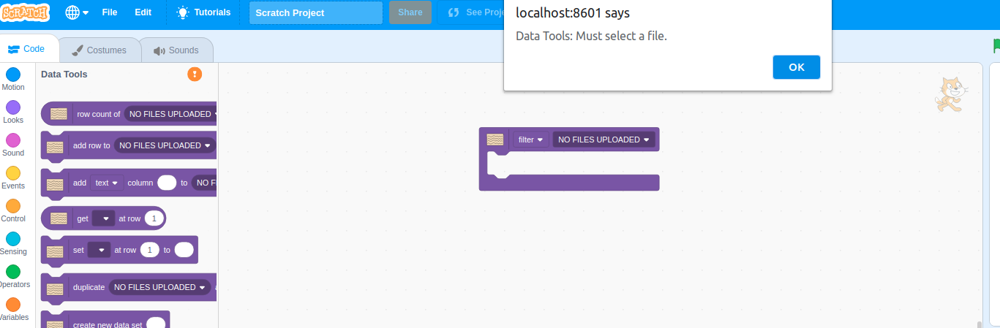 SCRATCH
File
Edit
Tutorials
Scratch Project
Share
See Proje
localhost:8601 says
Data Tools: Must select a file.
OK
Code
Costumes
Sounds
Motion
Looks
Sound
Events
Control
Sensing
Operators
Variables
Data Tools
row count of NO FILES UPLOADED
add row to NO FILES UPLOADED
add text column to NO FI
get at row 1
set at row 1 to
duplicate NO FILES UPLOADED
create new data set
filter NO FILES UPLOADED